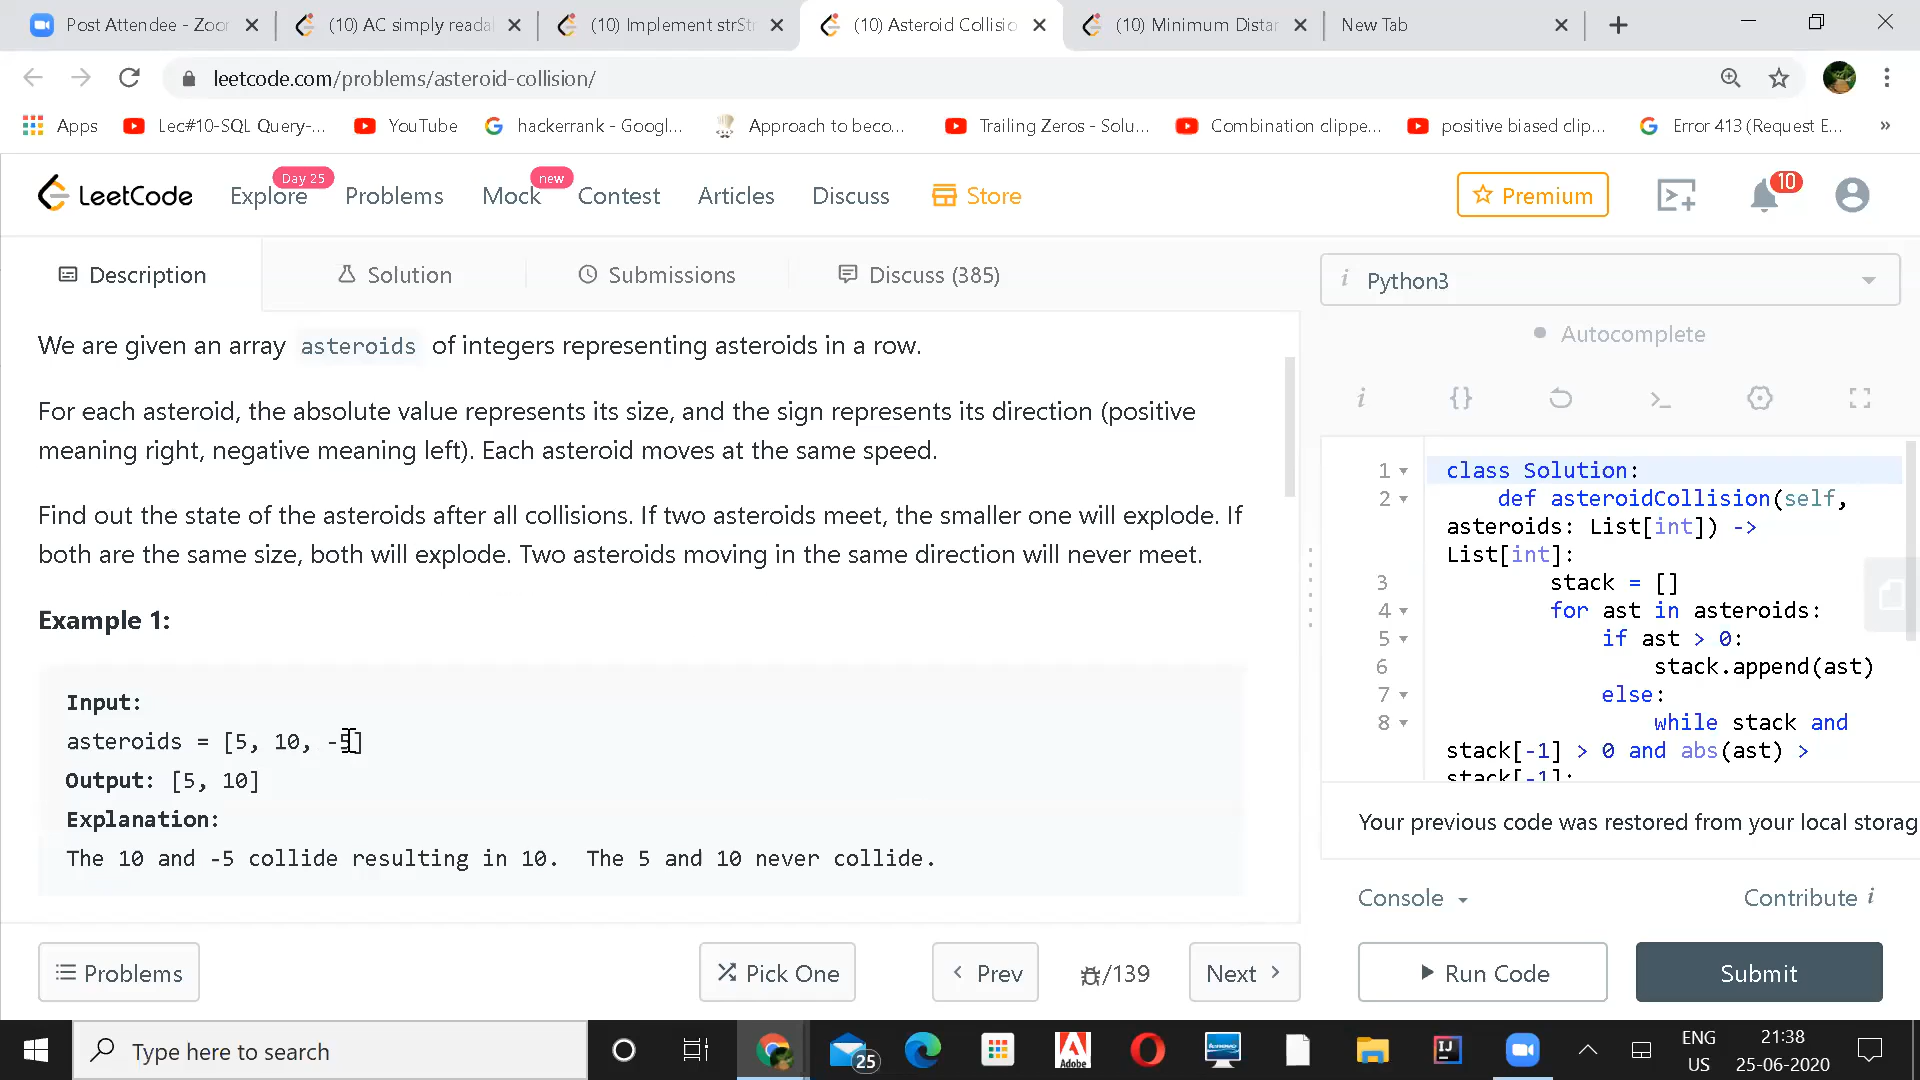 Post Attendee - Zoom
(10) AC simply reada
(10) Implement strStr
(10) Asteroid Collisio
(10) Minimum Distan
New Tab
leetcode.com/problems/asteroid-collision/
Apps
Lec#10-SQL Query-...
YouTube
hackerrank - Googl...
Approach to beco...
Trailing Zeros - Solu...
Combination clippe...
positive biased clip...
Error 413 (Request E...
»
LeetCode
Explore
Day 25
Problems
Mock
new
Contest
Articles
Discuss
Store
Premium
10
Description
Solution
Submissions
Discuss (385)
We are given an array asteroids of integers representing asteroids in a row.
For each asteroid, the absolute value represents its size, and the sign represents its direction (positive
meaning right, negative meaning left). Each asteroid moves at the same speed.
Find out the state of the asteroids after all collisions. If two asteroids meet, the smaller one will explode. If
both are the same size, both will explode. Two asteroids moving in the same direction will never meet.
Example 1:
Input:
asteroids = [5, 10, -5]
Output: [5, 10]
Explanation:
The 10 and -5 collide resulting in 10.  The 5 and 10 never collide.
Problems
Pick One
Prev
/139
Next
i Python3
Autocomplete
i {}
1 class Solution:
2 def asteroidCollision(self,
asteroids: List[int]) ->
List[int]:
3 stack = []
4 for ast in asteroids:
5 if ast > 0:
6 stack.append(ast)
7 else:
8 while stack and
stack[-1] > 0 and abs(ast) >
stack[-1]:
Your previous code was restored from your local storag
Console
Contribute i
Run Code
Submit
Type here to search
25
Adobe
lenovo
IJ
ENG
US
21:38
25-06-2020